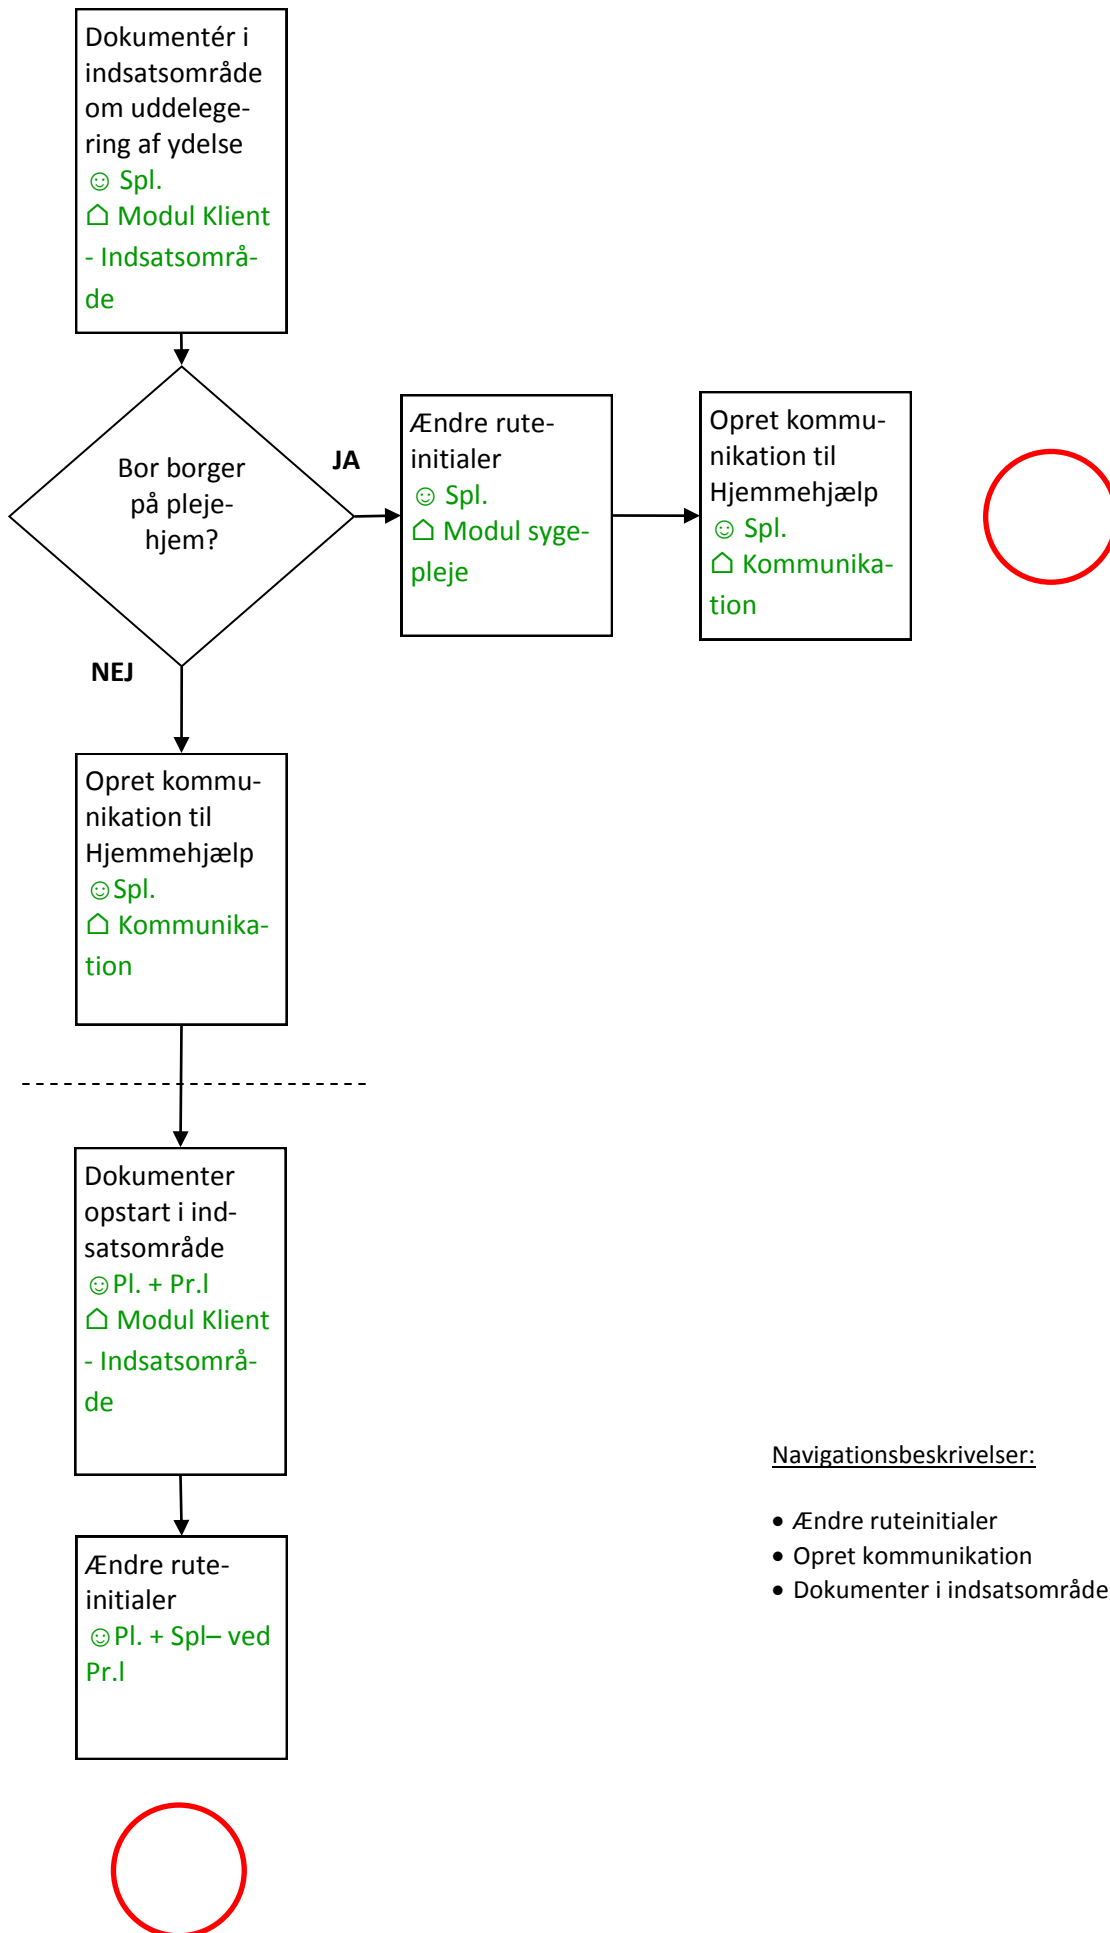 Dokumentér i
indsatsområde
om uddelege-
ring af ydelse
☺ Spl.
⌂ Modul Klient
- Indsatsområ-
de
Bor borger
på pleje-
hjem?
JA
Ændre rute-
initialer
☺ Spl.
⌂ Modul syge-
pleje
Opret kommu-
nikation til
Hjemmehjælp
☺ Spl.
⌂ Kommunika-
tion
NEJ
Opret kommu-
nikation til
Hjemmehjælp
☺Spl.
⌂ Kommunika-
tion
Dokumenter
opstart i ind-
satsområde
☺Pl. + Pr.l
⌂ Modul Klient
- Indsatsområ-
de
Ændre rute-
initialer
☺Pl. + Spl– ved
Pr.l
Navigationsbeskrivelser:
• Ændre ruteinitialer
• Opret kommunikation
• Dokumenter i indsatsområde